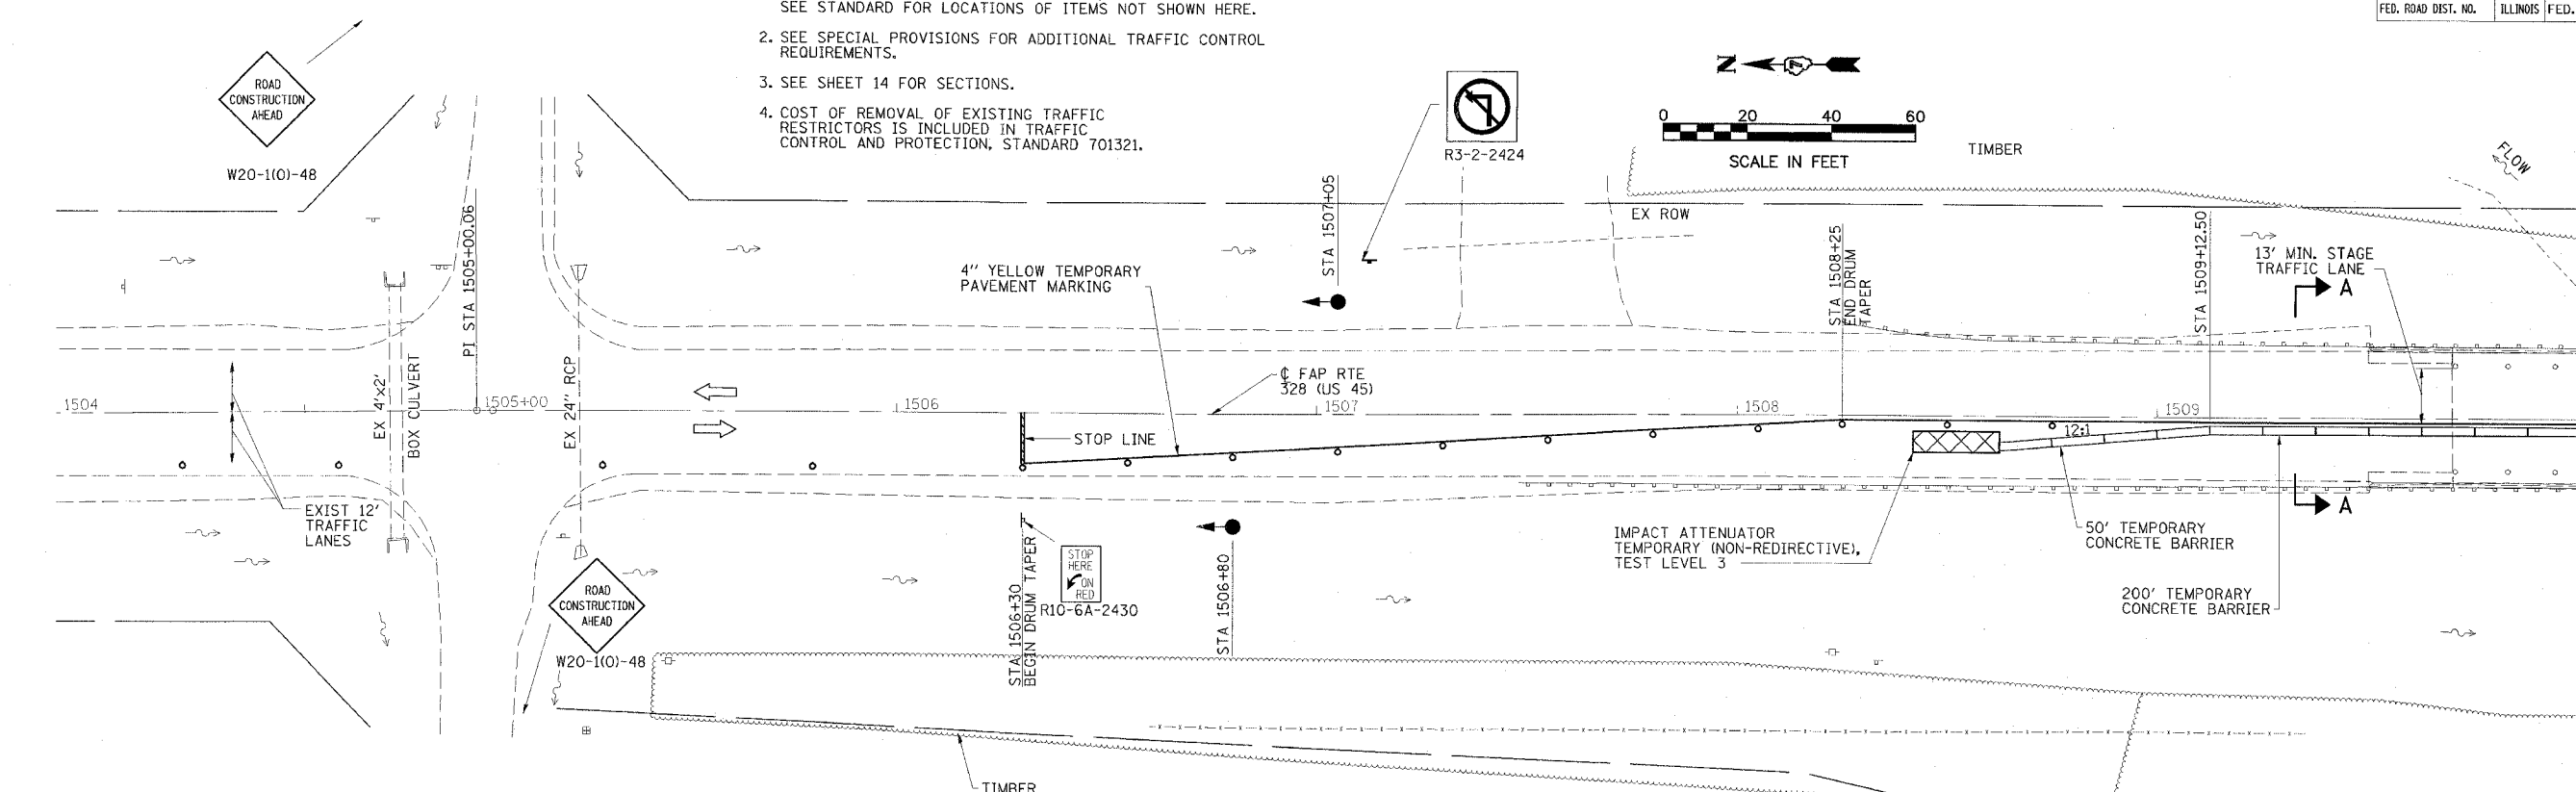 SEE STANDARD FOR LOCATIONS OF ITEMS NOT SHOWN HERE.
2. SEE SPECIAL PROVISIONS FOR ADDITIONAL TRAFFIC CONTROL
REQUIREMENTS.
3. SEE SHEET 14 FOR SECTIONS.
4. COST OF REMOVAL OF EXISTING TRAFFIC
RESTRICTORS IS INCLUDED IN TRAFFIC
CONTROL AND PROTECTION, STANDARD 701321.
FED. ROAD DIST. NO.
ILLINOIS
FED.
ROAD
CONSTRUCTION
AHEAD
W20-1(O)-48
R3-2-2424
N
0 20 40 60
SCALE IN FEET
TIMBER
FLOW
EX ROW
PI STA 1505+00.06
STA 1507+05
STA 1508+25
END DRUM
TAPER
STA 1509+12.50
13' MIN. STAGE
TRAFFIC LANE
A
4" YELLOW TEMPORARY
PAVEMENT MARKING
℄ FAP RTE
328 (US 45)
1504
1505+00
1506
1507
1508
1509
EX 4'x2'
BOX CULVERT
EX 24" RCP
STOP LINE
12:1
EXIST 12'
TRAFFIC
LANES
A
50' TEMPORARY
CONCRETE BARRIER
IMPACT ATTENUATOR
TEMPORARY (NON-REDIRECTIVE),
TEST LEVEL 3
200' TEMPORARY
CONCRETE BARRIER
STA 1506+30
BEGIN DRUM TAPER
STOP
HERE
ON
RED
R10-6A-2430
STA 1506+80
ROAD
CONSTRUCTION
AHEAD
W20-1(O)-48
TIMBER